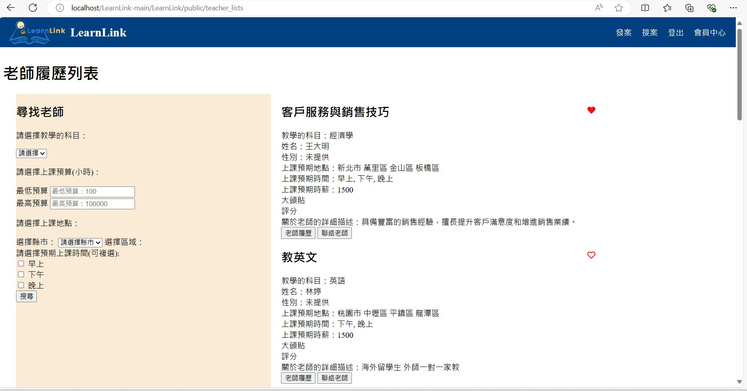 localhost/LearnLink-main/LearnLink/public/teacher_lists
LearnLink LearnLink 發案 接案 登出 會員中心
老師履歷列表
尋找老師
請選擇教學的科目：
請選擇
請選擇上課預算(小時)：
最低預算 最低預算：100
最高預算 最高預算：100000
請選擇上課地點：
選擇縣市： 請選擇縣市 選擇區域：
請選擇預期上課時間(可複選):
早上
下午
晚上
搜尋
客戶服務與銷售技巧
教學的科目：經濟學
姓名：王大明
性別：未提供
上課預期地點：新北市 萬里區 金山區 板橋區
上課預期時間：早上, 下午, 晚上
上課預期時薪：1500
大頭貼
評分
關於老師的詳細描述：具備豐富的銷售經驗，擅長提升客戶滿意度和增進銷售業績。
老師履歷 聯絡老師
教英文
教學的科目：英語
姓名：林婷
性別：未提供
上課預期地點：桃園市 中壢區 平鎮區 龍潭區
上課預期時間：下午, 晚上
上課預期時薪：1500
大頭貼
評分
關於老師的詳細描述：海外留學生 外師一對一家教
老師履歷 聯絡老師